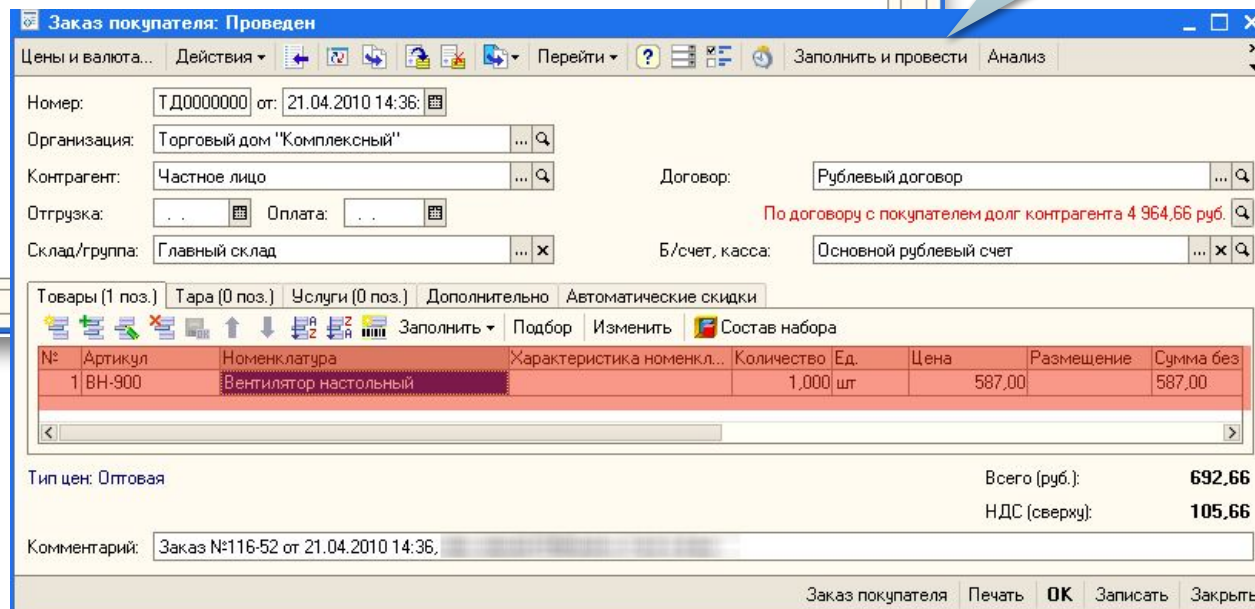 Заказ покупателя: Проведен
Цены и валюта... Действия Перейти Заполнить и провести Анализ
Номер: ТД0000000 от: 21.04.2010 14:36:
Организация: Торговый дом "Комплексный"
Контрагент: Частное лицо Договор: Рублевый договор
Отгрузка: . . Оплата: . . По договору с покупателем долг контрагента 4 964,66 руб.
Склад/группа: Главный склад Б/счет, касса: Основной рублевый счет
Товары (1 поз.) Тара (0 поз.) Услуги (0 поз.) Дополнительно Автоматические скидки
Заполнить Подбор Изменить Состав набора
№ Артикул Номенклатура Характеристика номенкл... Количество Ед. Цена Размещение Сумма без
1 ВН-900 Вентилятор настольный 1,000 шт 587,00 587,00
Тип цен: Оптовая Всего (руб.): 692,66
НДС (сверху): 105,66
Комментарий: Заказ №116-52 от 21.04.2010 14:36,
Заказ покупателя Печать OK Записать Закрыть